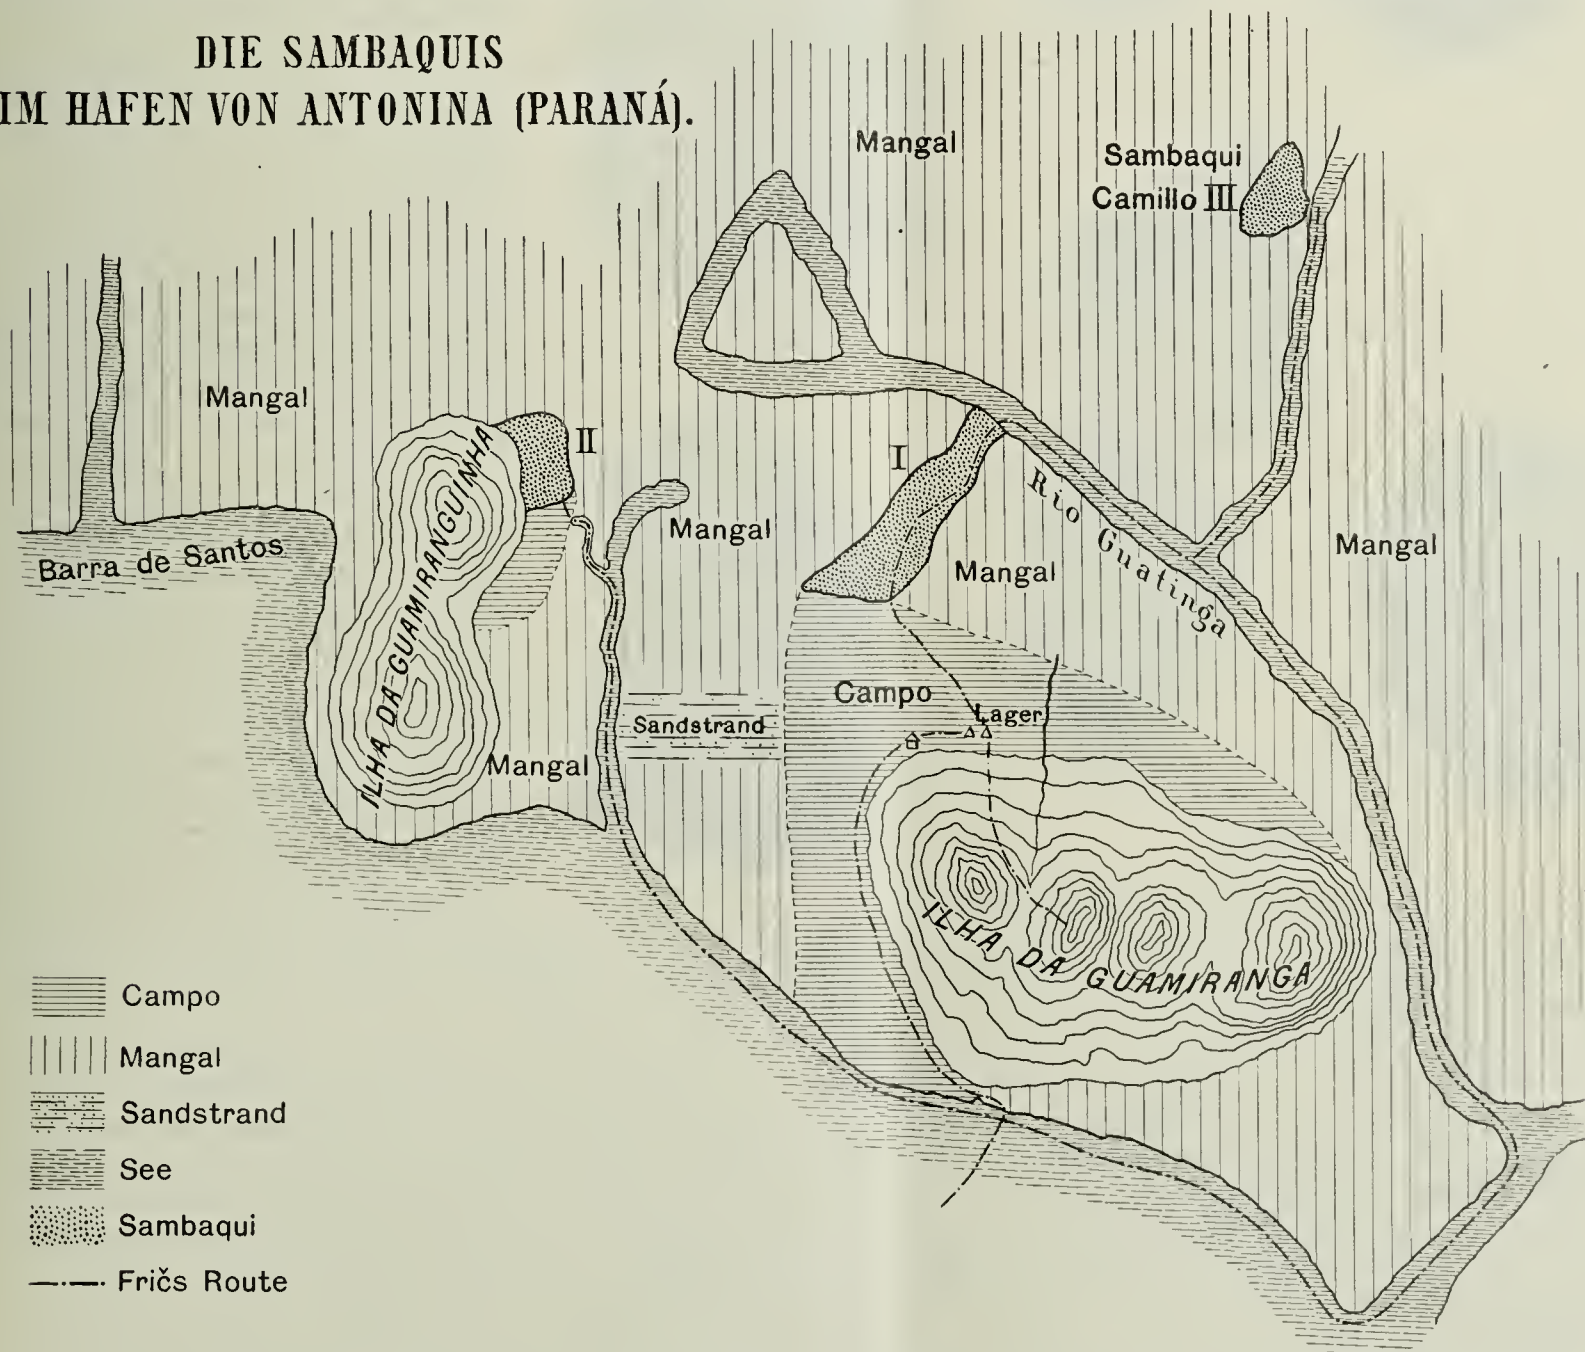 DIE SAMBAQUIS
IM HAFEN VON ANTONINA (PARANÁ).
Mangal
Sambaqui
Camillo III
Mangal
II
I
Rio Guatinga
Mangal
Mangal
Mangal
Barra de Santos
ILHA DA GUAMIRANGUINHA
Campo
Lager
Sandstrand
Mangal
ILHA DA GUAMIRANGA
Campo
Mangal
Sandstrand
See
Sambaqui
Fričs Route